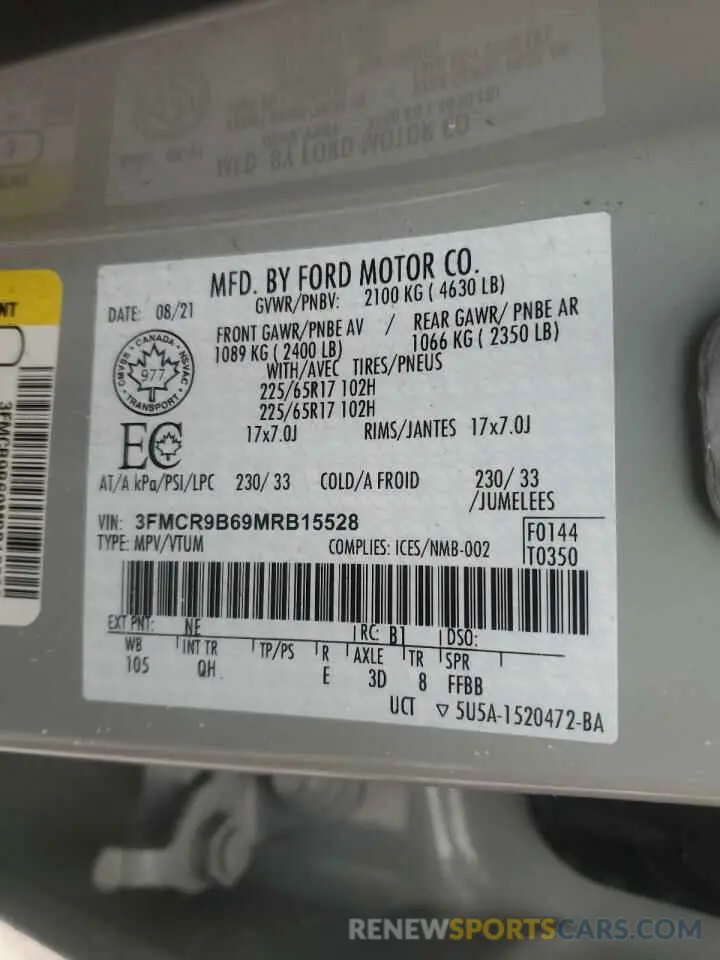 MFD. BY FORD MOTOR CO.
DATE: 08/21
GVWR/PNBV: 2100 KG ( 4630 LB)
FRONT GAWR/PNBE AV / REAR GAWR/ PNBE AR
1089 KG ( 2400 LB) 1066 KG ( 2350 LB)
WITH/AVEC TIRES/PNEUS
225/65R17 102H
225/65R17 102H
17x7.0J RIMS/JANTES 17x7.0J
CMVSS CANADA NSVAC
977
TRANSPORT
EC
AT/A kPa/PSI/LPC 230/ 33 COLD/A FROID 230/ 33
/JUMELEES
VIN: 3FMCR9B69MRB15528
F0144
TYPE: MPV/VTUM COMPLIES: ICES/NMB-002 T0350
EXT PNT: NE RC: B1 DSO:
WB INT TR TP/PS R AXLE TR SPR
105 QH E 3D 8 FFBB
UCT 5U5A-1520472-BA
NT
MFD. BY FORD MOTOR CO
RENEWSPORTSCARS.COM